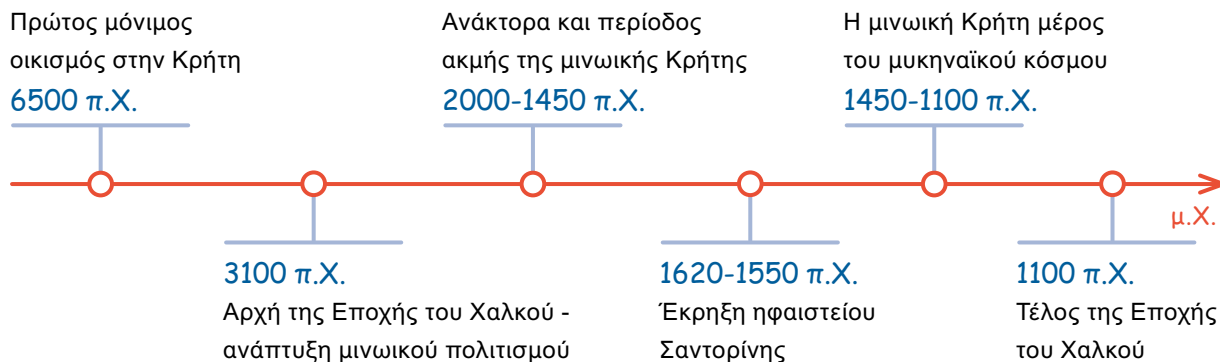 Πρώτος μόνιμος
οικισμός στην Κρήτη
6500 π.Χ.
Ανάκτορα και περίοδος
ακμής της μινωικής Κρήτης
2000-1450 π.Χ.
Η μινωική Κρήτη μέρος
του μυκηναϊκού κόσμου
1450-1100 π.Χ.
μ.Χ.
3100 π.Χ.
Αρχή της Εποχής του Χαλκού -
ανάπτυξη μινωικού πολιτισμού
1620-1550 π.Χ.
Έκρηξη ηφαιστείου
Σαντορίνης
1100 π.Χ.
Τέλος της Εποχής
του Χαλκού